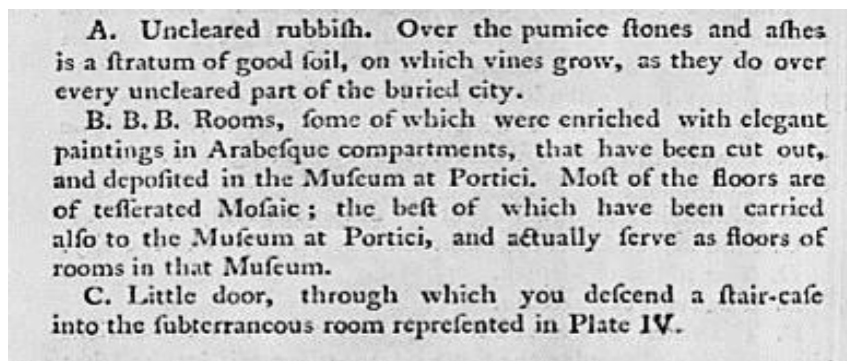 A. Uncleared rubbiſh. Over the pumice ſtones and aſhes
is a ſtratum of good ſoil, on which vines grow, as they do over
every uncleared part of the buried city.
B. B. B. Rooms, ſome of which were enriched with elegant
paintings in Arabeſque compartments, that have been cut out,
and depoſited in the Muſeum at Portici. Moſt of the floors are
of teſſerated Moſaic; the beſt of which have been carried
alſo to the Muſeum at Portici, and actually ſerve as floors of
rooms in that Muſeum.
C. Little door, through which you deſcend a ſtair-caſe
into the ſubterraneous room repreſented in Plate IV.